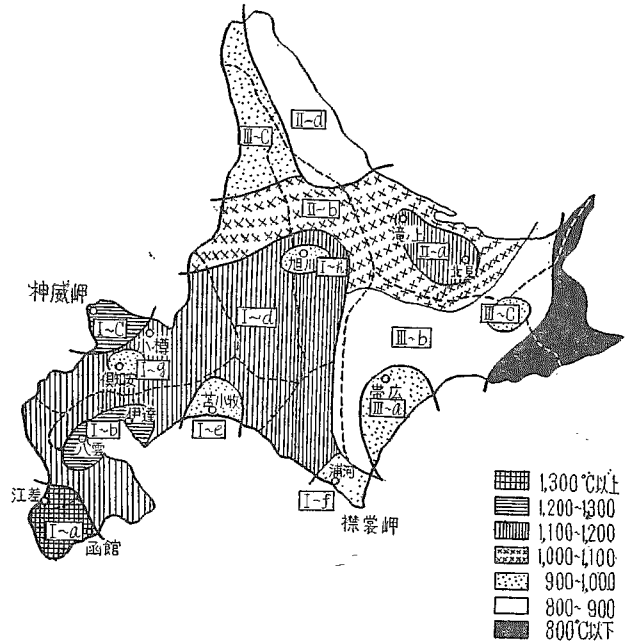 II~d
III~C
II~b
滝上
II~a
北見
旭川
I~h
神威岬
I~C
小樽
I~d
III~C
III~b
I~g
倶知安
帯広
III~a
苫小牧
伊達
I~b
八雲
I~e
浦河
I~f
襟裳岬
江差
I~a
函館
1,300℃以上
1,200~1,300
1,100~1,200
1,000~1,100
900~1,000
800~900
800℃以下